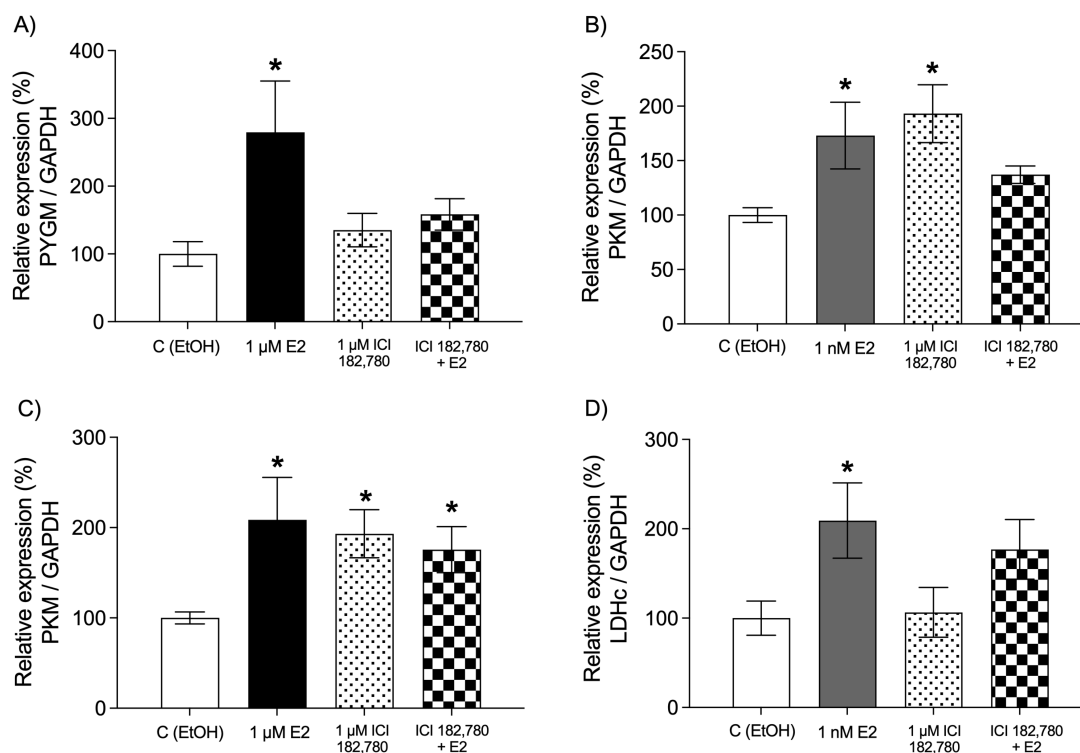 A)
Relative expression (%)
PYGM / GAPDH
400
300
200
100
0
*
C (EtOH)
1 µM E2
1 µM ICI
182,780
ICI 182,780
+ E2
B)
Relative expression (%)
PKM / GAPDH
250
200
150
100
50
0
*
*
C (EtOH)
1 nM E2
1 µM ICI
182,780
ICI 182,780
+ E2
C)
Relative expression (%)
PKM / GAPDH
300
200
100
0
*
*
*
C (EtOH)
1 µM E2
1 µM ICI
182,780
ICI 182,780
+ E2
D)
Relative expression (%)
LDHc / GAPDH
300
200
100
0
*
C (EtOH)
1 nM E2
1 µM ICI
182,780
ICI 182,780
+ E2